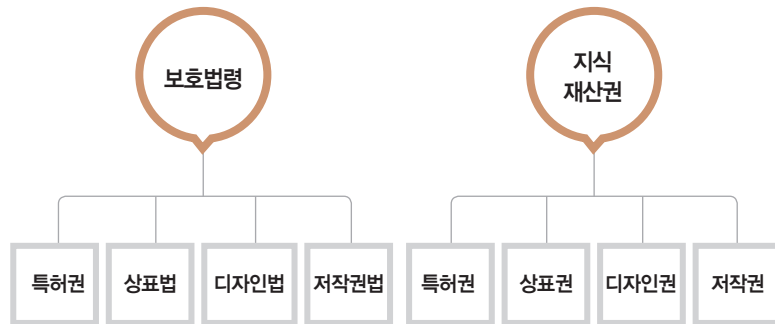 보호법령
지식
재산권
특허권
상표법
디자인법
저작권법
특허권
상표권
디자인권
저작권